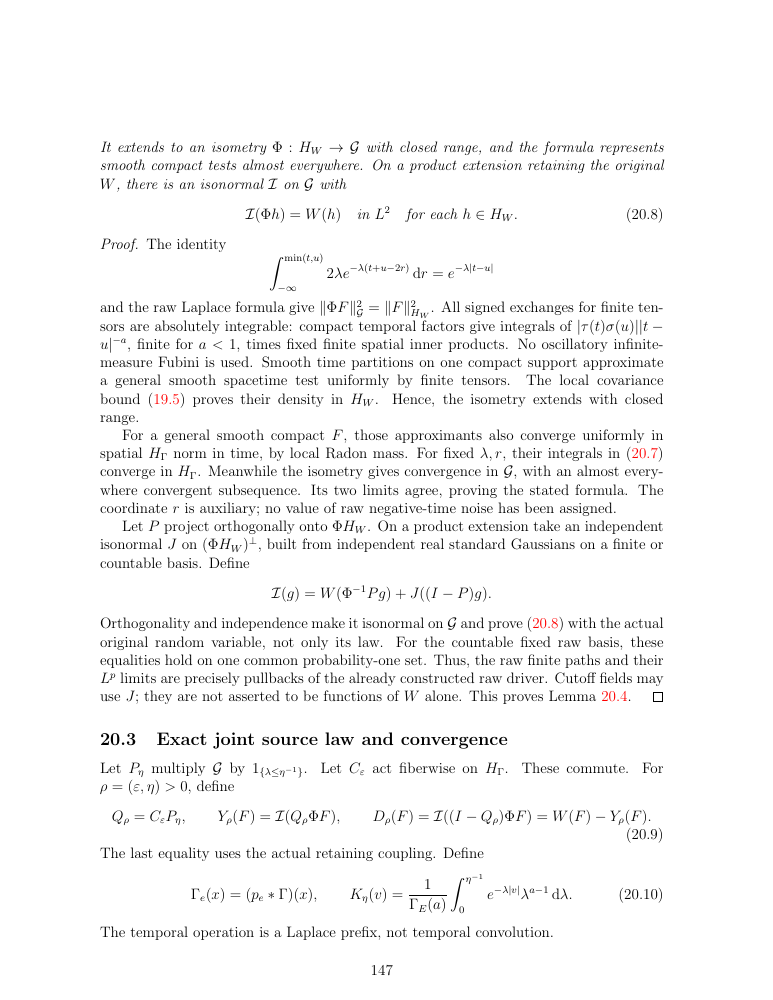 It extends to an isometry Φ : H_W → 𝒢 with closed range, and the formula represents
smooth compact tests almost everywhere. On a product extension retaining the original
W, there is an isonormal ℐ on 𝒢 with
ℐ(Φh) = W(h) in L² for each h ∈ H_W. (20.8)
Proof. The identity
∫_{−∞}^{min(t,u)} 2λe^{−λ(t+u−2r)} dr = e^{−λ|t−u|}
and the raw Laplace formula give ‖ΦF‖²_𝒢 = ‖F‖²_{H_W}. All signed exchanges for finite ten-
sors are absolutely integrable: compact temporal factors give integrals of |τ(t)σ(u)||t −
u|^{−a}, finite for a < 1, times fixed finite spatial inner products. No oscillatory infinite-
measure Fubini is used. Smooth time partitions on one compact support approximate
a general smooth spacetime test uniformly by finite tensors. The local covariance
bound (19.5) proves their density in H_W. Hence, the isometry extends with closed
range.
For a general smooth compact F, those approximants also converge uniformly in
spatial H_Γ norm in time, by local Radon mass. For fixed λ, r, their integrals in (20.7)
converge in H_Γ. Meanwhile the isometry gives convergence in 𝒢, with an almost every-
where convergent subsequence. Its two limits agree, proving the stated formula. The
coordinate r is auxiliary; no value of raw negative-time noise has been assigned.
Let P project orthogonally onto ΦH_W. On a product extension take an independent
isonormal J on (ΦH_W)^⊥, built from independent real standard Gaussians on a finite or
countable basis. Define
ℐ(g) = W(Φ^{−1}Pg) + J((I − P)g).
Orthogonality and independence make it isonormal on 𝒢 and prove (20.8) with the actual
original random variable, not only its law. For the countable fixed raw basis, these
equalities hold on one common probability-one set. Thus, the raw finite paths and their
L^p limits are precisely pullbacks of the already constructed raw driver. Cutoff fields may
use J; they are not asserted to be functions of W alone. This proves Lemma 20.4. □
20.3 Exact joint source law and convergence
Let P_η multiply 𝒢 by 1_{{λ≤η^{−1}}}. Let C_ε act fiberwise on H_Γ. These commute. For
ρ = (ε, η) > 0, define
Q_ρ = C_εP_η, Y_ρ(F) = ℐ(Q_ρΦF), D_ρ(F) = ℐ((I − Q_ρ)ΦF) = W(F) − Y_ρ(F).
(20.9)
The last equality uses the actual retaining coupling. Define
Γ_e(x) = (p_e ∗ Γ)(x), K_η(v) = \frac{1}{Γ_E(a)} ∫_0^{η^{−1}} e^{−λ|v|}λ^{a−1} dλ. (20.10)
The temporal operation is a Laplace prefix, not temporal convolution.
147